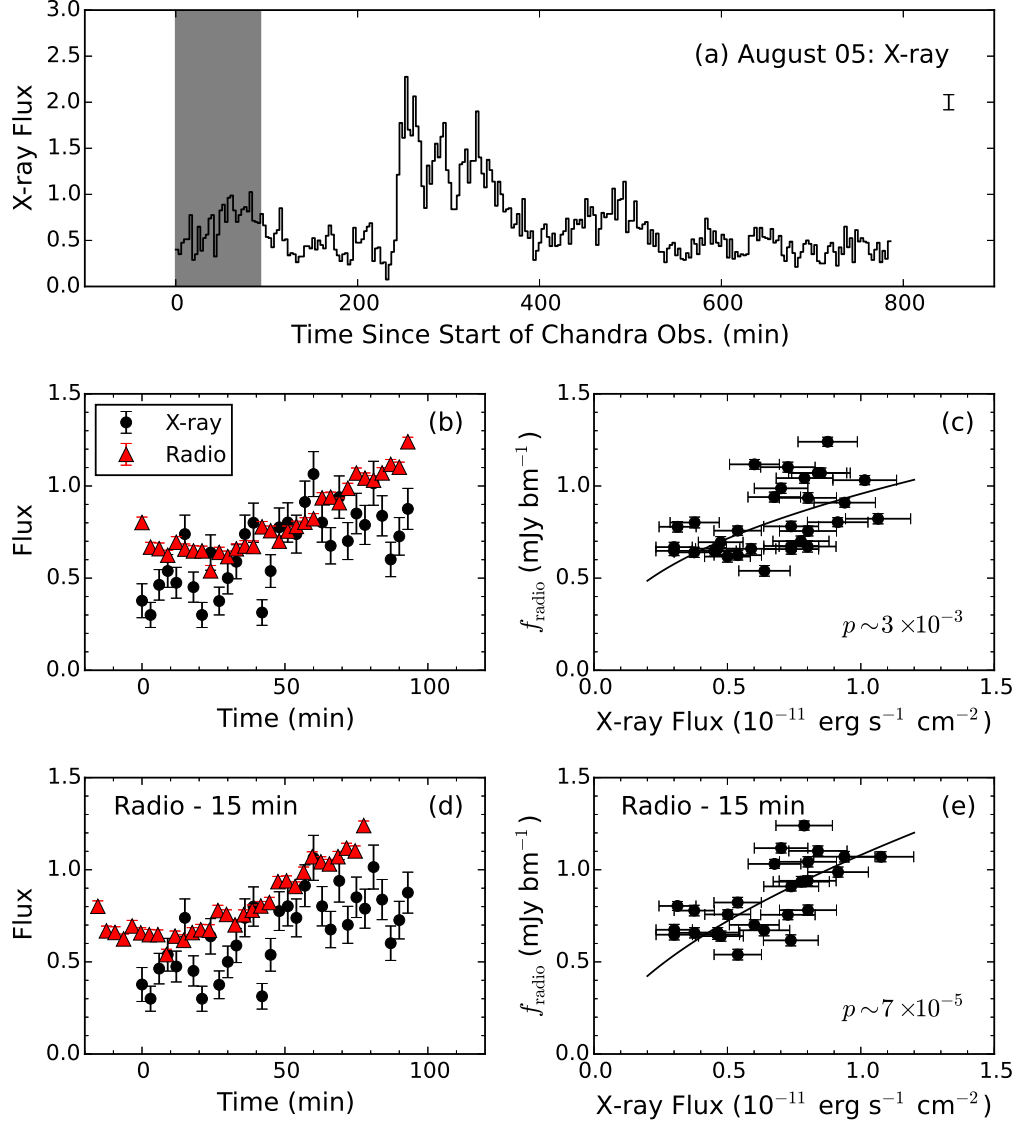 3.0
2.5
2.0
1.5
1.0
0.5
0.0
X-ray Flux
(a) August 05: X-ray
0 200 400 600 800
Time Since Start of Chandra Obs. (min)
1.5
1.0
0.5
0.0
Flux
X-ray
Radio
(b)
0 50 100
Time (min)
1.5
1.0
0.5
0.0
f_radio (mJy bm⁻¹)
(c)
p∼3×10⁻³
0.0 0.5 1.0 1.5
X-ray Flux (10⁻¹¹ erg s⁻¹ cm⁻²)
1.5
1.0
0.5
0.0
Flux
Radio - 15 min (d)
0 50 100
Time (min)
1.5
1.0
0.5
0.0
f_radio (mJy bm⁻¹)
Radio - 15 min (e)
p∼7×10⁻⁵
0.0 0.5 1.0 1.5
X-ray Flux (10⁻¹¹ erg s⁻¹ cm⁻²)